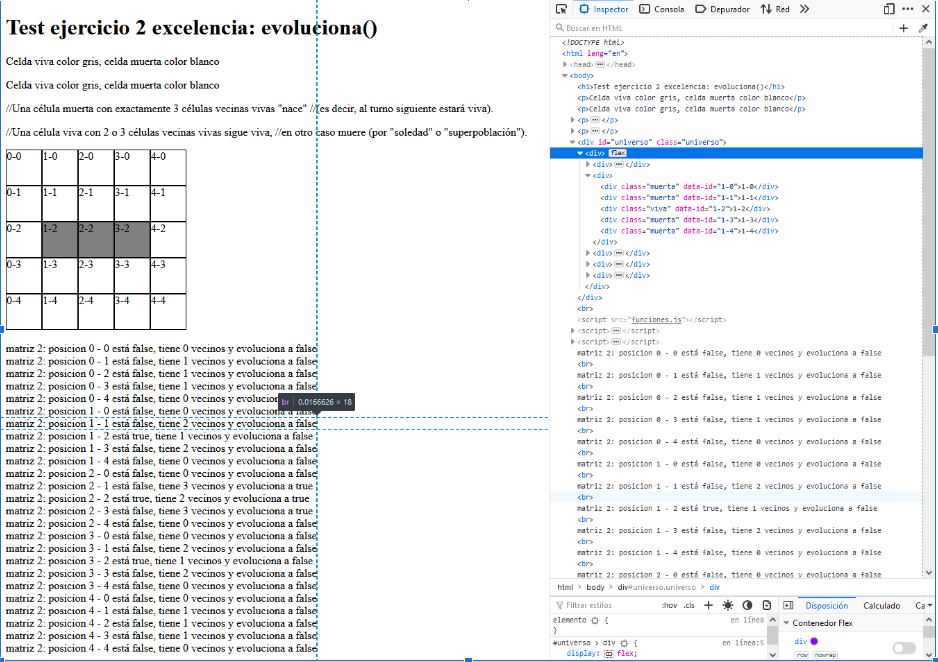 Test ejercicio 2 excelencia: evoluciona()
Celda viva color gris, celda muerta color blanco
Celda viva color gris, celda muerta color blanco
//Una célula muerta con exactamente 3 células vecinas vivas "nace" //(es decir, al turno siguiente estará viva).
//Una célula viva con 2 o 3 células vecinas vivas sigue viva, //en otro caso muere (por "soledad" o "superpoblación").
0-0 1-0 2-0 3-0 4-0
0-1 1-1 2-1 3-1 4-1
0-2 1-2 2-2 3-2 4-2
0-3 1-3 2-3 3-3 4-3
0-4 1-4 2-4 3-4 4-4
matriz 2: posicion 0 - 0 está false, tiene 0 vecinos y evoluciona a false
matriz 2: posicion 0 - 1 está false, tiene 1 vecinos y evoluciona a false
matriz 2: posicion 0 - 2 está false, tiene 1 vecinos y evoluciona a false
matriz 2: posicion 0 - 3 está false, tiene 1 vecinos y evoluciona a false
matriz 2: posicion 0 - 4 está false, tiene 0 vecinos y evoluciona
matriz 2: posicion 1 - 0 está false, tiene 0 vecinos y evoluciona a false
br 0.0166626 × 18
matriz 2: posicion 1 - 1 está false, tiene 2 vecinos y evoluciona a false
matriz 2: posicion 1 - 2 está true, tiene 1 vecinos y evoluciona a false
matriz 2: posicion 1 - 3 está false, tiene 2 vecinos y evoluciona a false
matriz 2: posicion 1 - 4 está false, tiene 0 vecinos y evoluciona a false
matriz 2: posicion 2 - 0 está false, tiene 0 vecinos y evoluciona a false
matriz 2: posicion 2 - 1 está false, tiene 3 vecinos y evoluciona a true
matriz 2: posicion 2 - 2 está true, tiene 2 vecinos y evoluciona a true
matriz 2: posicion 2 - 3 está false, tiene 3 vecinos y evoluciona a true
matriz 2: posicion 2 - 4 está false, tiene 0 vecinos y evoluciona a false
matriz 2: posicion 3 - 0 está false, tiene 0 vecinos y evoluciona a false
matriz 2: posicion 3 - 1 está false, tiene 2 vecinos y evoluciona a false
matriz 2: posicion 3 - 2 está true, tiene 1 vecinos y evoluciona a false
matriz 2: posicion 3 - 3 está false, tiene 2 vecinos y evoluciona a false
matriz 2: posicion 3 - 4 está false, tiene 0 vecinos y evoluciona a false
matriz 2: posicion 4 - 0 está false, tiene 0 vecinos y evoluciona a false
matriz 2: posicion 4 - 1 está false, tiene 1 vecinos y evoluciona a false
matriz 2: posicion 4 - 2 está false, tiene 1 vecinos y evoluciona a false
matriz 2: posicion 4 - 3 está false, tiene 1 vecinos y evoluciona a false
matriz 2: posicion 4 - 4 está false, tiene 0 vecinos y evoluciona a false
Inspector Consola Depurador Red
Buscar en HTML
<!DOCTYPE html>
<html lang="en">
<head> </head>
<body>
<h1>Test ejercicio 2 excelencia: evoluciona()</h1>
<p>Celda viva color gris, celda muerta color blanco</p>
<p>Celda viva color gris, celda muerta color blanco</p>
<p> </p>
<p> </p>
<div id="universo" class="universo">
<div> flex
<div> </div>
<div>
<div class="muerta" data-id="1-0">1-0</div>
<div class="muerta" data-id="1-1">1-1</div>
<div class="viva" data-id="1-2">1-2</div>
<div class="muerta" data-id="1-3">1-3</div>
<div class="muerta" data-id="1-4">1-4</div>
</div>
<div> </div>
<div> </div>
<div> </div>
</div>
</div>
<br>
<script src="funciones.js"></script>
<script> </script>
<script> </script>
matriz 2: posicion 0 - 0 está false, tiene 0 vecinos y evoluciona a false
<br>
matriz 2: posicion 0 - 1 está false, tiene 1 vecinos y evoluciona a false
<br>
matriz 2: posicion 0 - 2 está false, tiene 1 vecinos y evoluciona a false
<br>
matriz 2: posicion 0 - 3 está false, tiene 1 vecinos y evoluciona a false
<br>
matriz 2: posicion 0 - 4 está false, tiene 0 vecinos y evoluciona a false
<br>
matriz 2: posicion 1 - 0 está false, tiene 0 vecinos y evoluciona a false
<br>
matriz 2: posicion 1 - 1 está false, tiene 2 vecinos y evoluciona a false
<br>
matriz 2: posicion 1 - 2 está true, tiene 1 vecinos y evoluciona a false
<br>
matriz 2: posicion 1 - 3 está false, tiene 2 vecinos y evoluciona a false
<br>
matriz 2: posicion 1 - 4 está false, tiene 0 vecinos y evoluciona a false
<br>
matriz 2: posicion 2 - 0 está false, tiene 0 vecinos y evoluciona a false
html > body > div#universo.universo > div
Filtrar estilos :hov .cls
elemento {
en línea
}
#universo > div {
en línea:5
display: flex;
Disposición Calculado Ca
Contenedor Flex
div
row nowrap